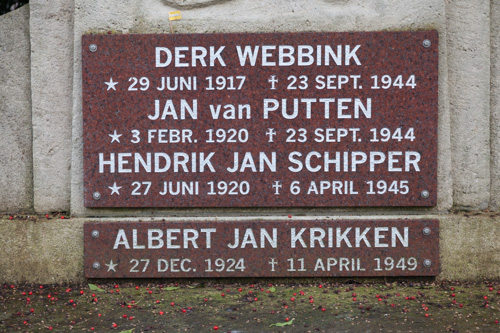 DERK WEBBINK
★ 29 JUNI 1917 ✝ 23 SEPT. 1944
JAN van PUTTEN
★ 3 FEBR. 1920 ✝ 23 SEPT. 1944
HENDRIK JAN SCHIPPER
★ 27 JUNI 1920 ✝ 6 APRIL 1945
ALBERT JAN KRIKKEN
★ 27 DEC. 1924 ✝ 11 APRIL 1949